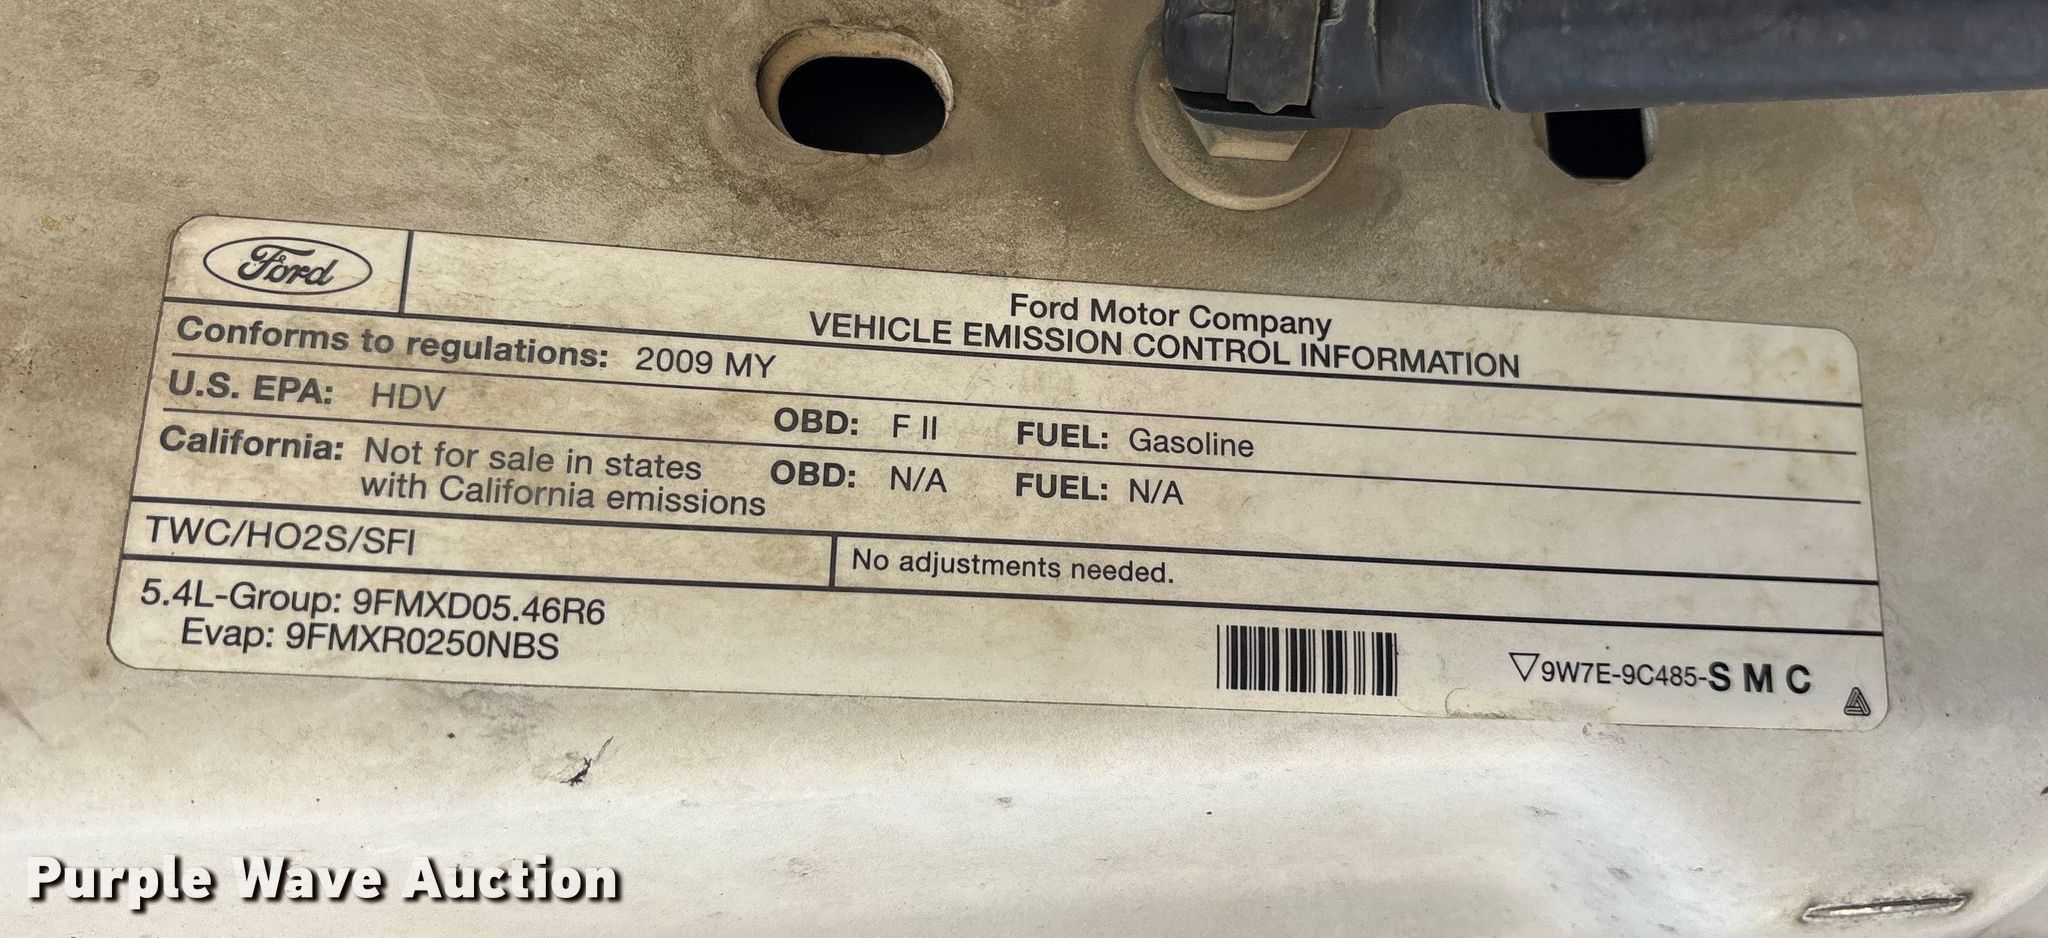 Ford
Ford Motor Company
VEHICLE EMISSION CONTROL INFORMATION
Conforms to regulations: 2009 MY
U.S. EPA: HDV OBD: F II FUEL: Gasoline
California: Not for sale in states with California emissions OBD: N/A FUEL: N/A
TWC/HO2S/SFI
No adjustments needed.
5.4L-Group: 9FMXD05.46R6
Evap: 9FMXR0250NBS
▽9W7E-9C485-S M C
Purple Wave Auction